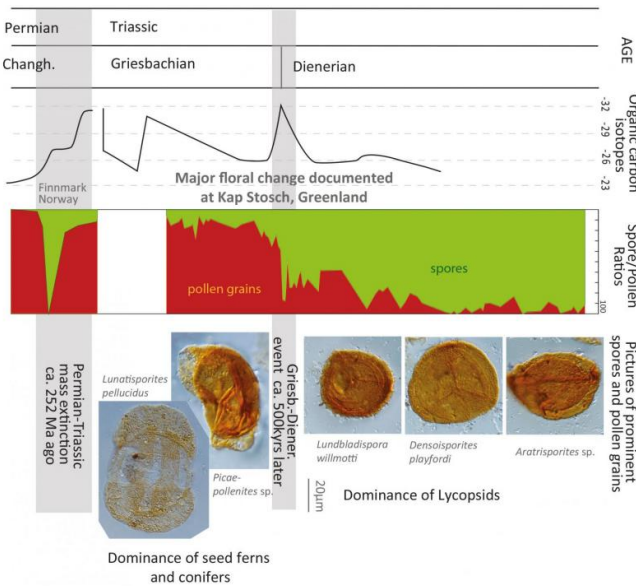 Permian
Triassic
AGE
Changh.
Griesbachian
Dienerian
Organic carbon
isotopes
-32
-29
-26
-23
Finnmark
Norway
Major floral change documented
at Kap Stosch, Greenland
Spore/Pollen
Ratios
spores
pollen grains
100
Permian-Triassic
mass extinction
ca. 252 Ma ago
Lunatisporites
pellucidus
Picae-
pollenites sp.
Griesb.-Diener.
event ca. 500kyrs later
Lundbladispora
willmotti
Densoisporites
playfordi
Aratrisporites sp.
Pictures of prominent
spores and pollen grains
20µm
Dominance of Lycopsids
Dominance of seed ferns
and conifers